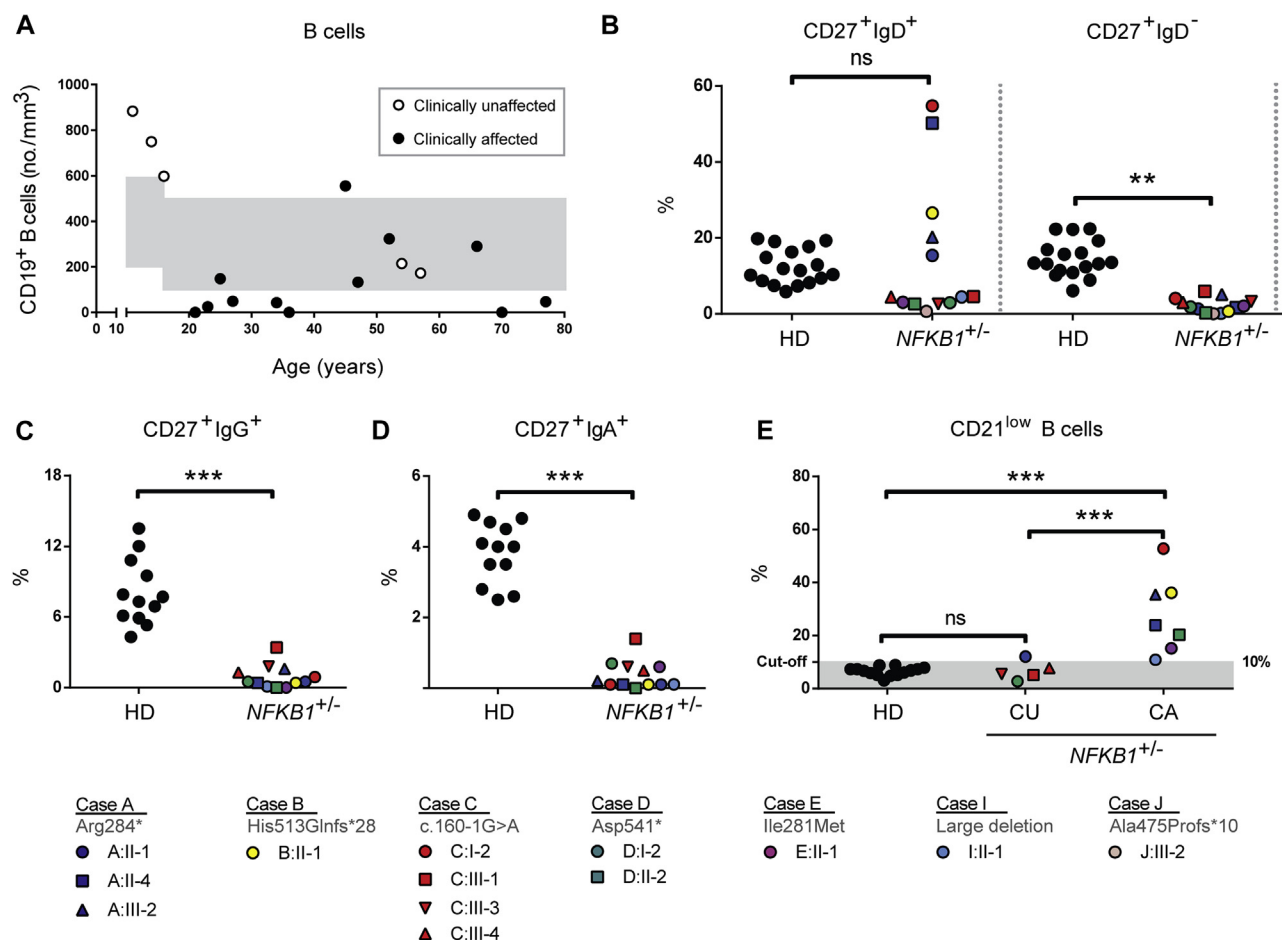 A
B cells
CD19+ B cells (no./mm3)
1000
800
600
400
200
0
0 10 20 30 40 50 60 70 80
Age (years)
Clinically unaffected
Clinically affected
B
CD27+IgD+
CD27+IgD-
ns
**
%
60
40
20
0
HD NFKB1+/- HD NFKB1+/-
C
CD27+IgG+
***
%
18
12
6
0
HD NFKB1+/-
D
CD27+IgA+
***
%
6
4
2
HD NFKB1+/-
E
CD21low B cells
***
***
ns
%
80
60
40
20
Cut-off
10%
0
HD CU CA
NFKB1+/-
Case A
Arg284*
A:II-1
A:II-4
A:III-2
Case B
His513Glnfs*28
B:II-1
Case C
c.160-1G>A
C:I-2
C:III-1
C:III-3
C:III-4
Case D
Asp541*
D:I-2
D:II-2
Case E
Ile281Met
E:II-1
Case I
Large deletion
I:II-1
Case J
Ala475Profs*10
J:III-2